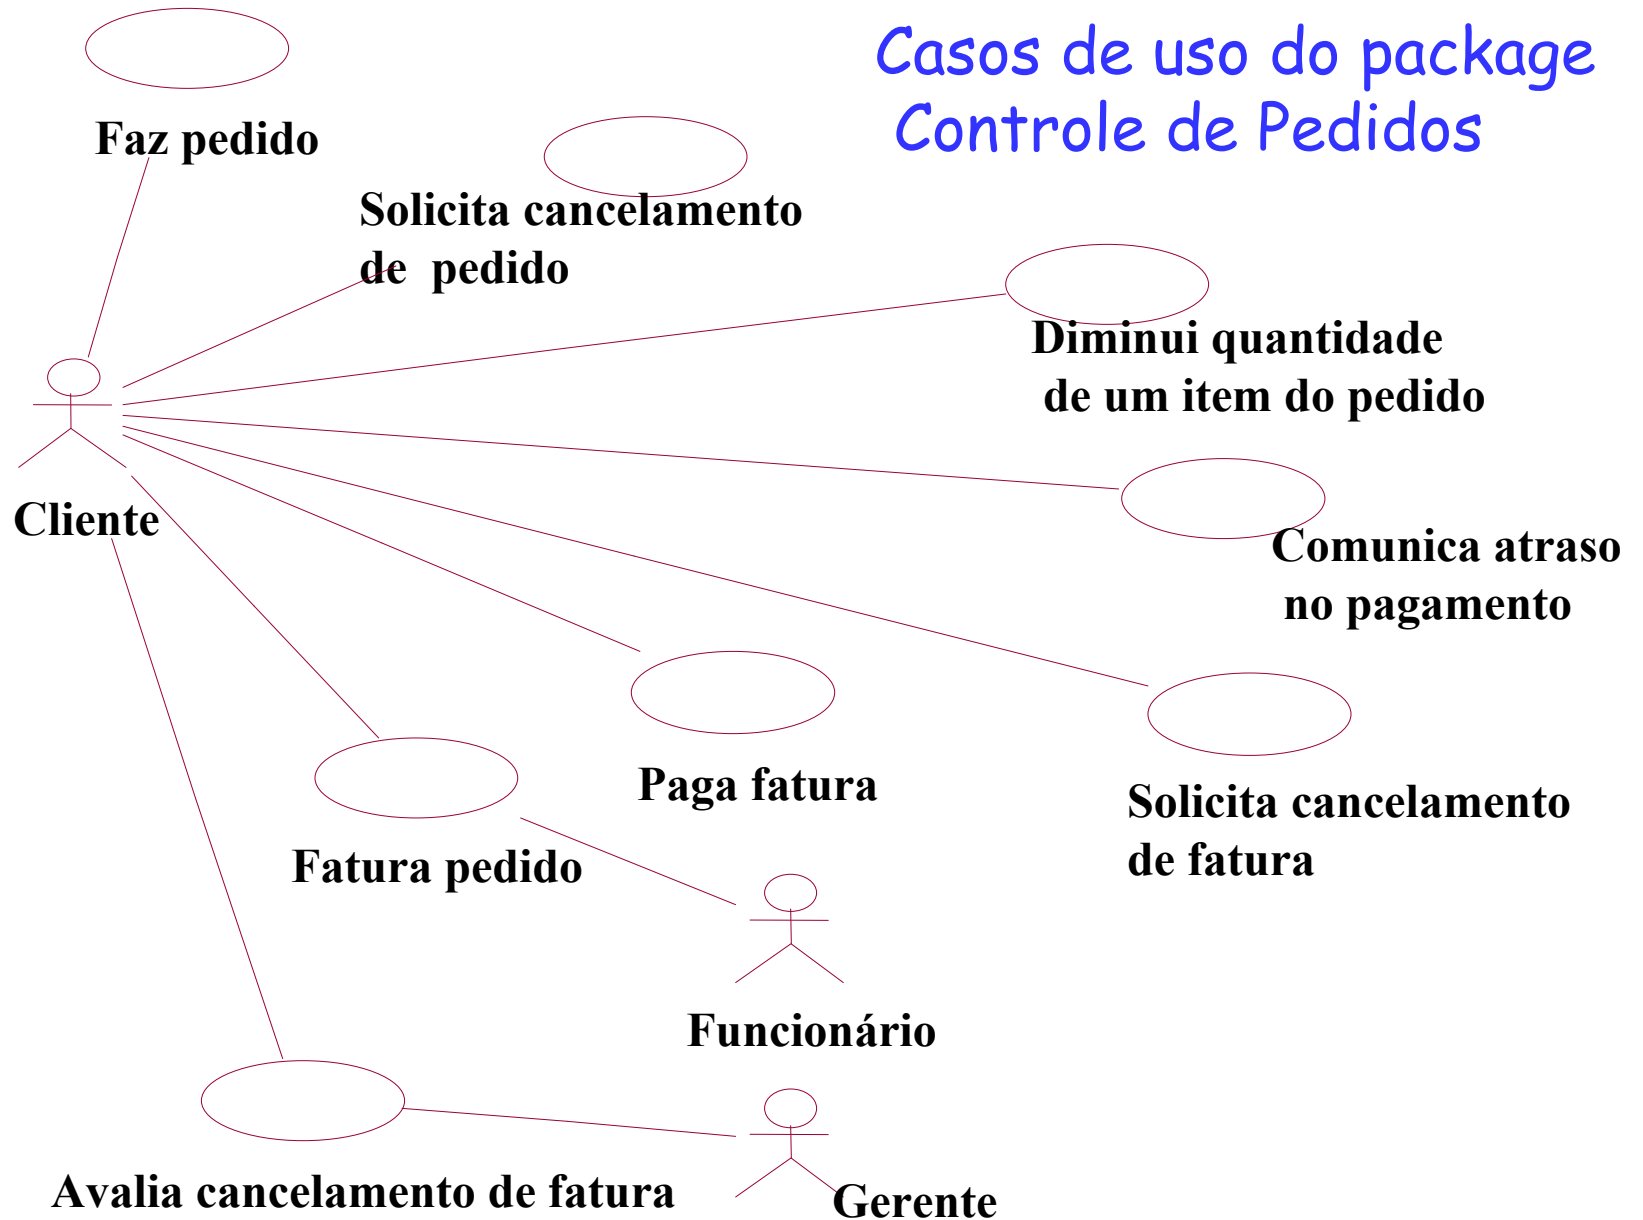 Casos de uso do package
Controle de Pedidos
Faz pedido
Solicita cancelamento
de pedido
Diminui quantidade
de um item do pedido
Cliente
Comunica atraso
no pagamento
Paga fatura
Solicita cancelamento
de fatura
Fatura pedido
Funcionário
Avalia cancelamento de fatura
Gerente